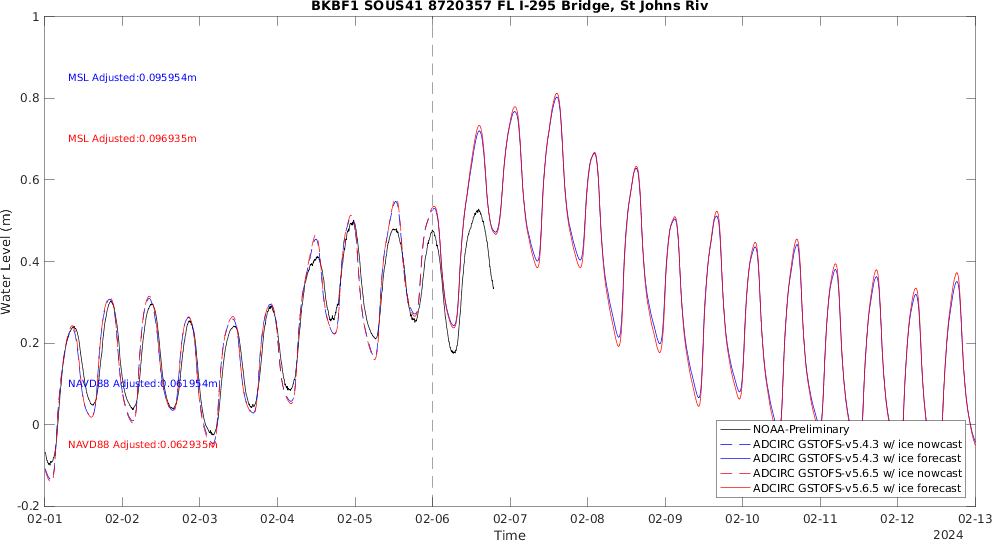 BKBF1 SOUS41 8720357 FL I-295 Bridge, St Johns Riv
1
MSL Adjusted:0.095954m
0.8
MSL Adjusted:0.096935m
0.6
Water Level (m)
0.4
0.2
NAVD88 Adjusted:0.061954m
0
NAVD88 Adjusted:0.062935m
NOAA-Preliminary
ADCIRC GSTOFS-v5.4.3 w/ ice nowcast
ADCIRC GSTOFS-v5.4.3 w/ ice forecast
ADCIRC GSTOFS-v5.6.5 w/ ice nowcast
ADCIRC GSTOFS-v5.6.5 w/ ice forecast
-0.2
02-01 02-02 02-03 02-04 02-05 02-06 02-07 02-08 02-09 02-10 02-11 02-12 02-13
Time
2024